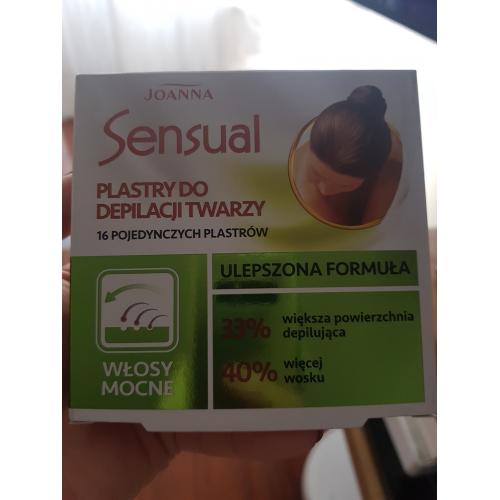 JOANNA
Sensual
PLASTRY DO
DEPILACJI TWARZY
16 POJEDYNCZYCH PLASTRÓW
ULEPSZONA FORMUŁA
33% większa powierzchnia
depilująca
40% więcej
wosku
WŁOSY
MOCNE